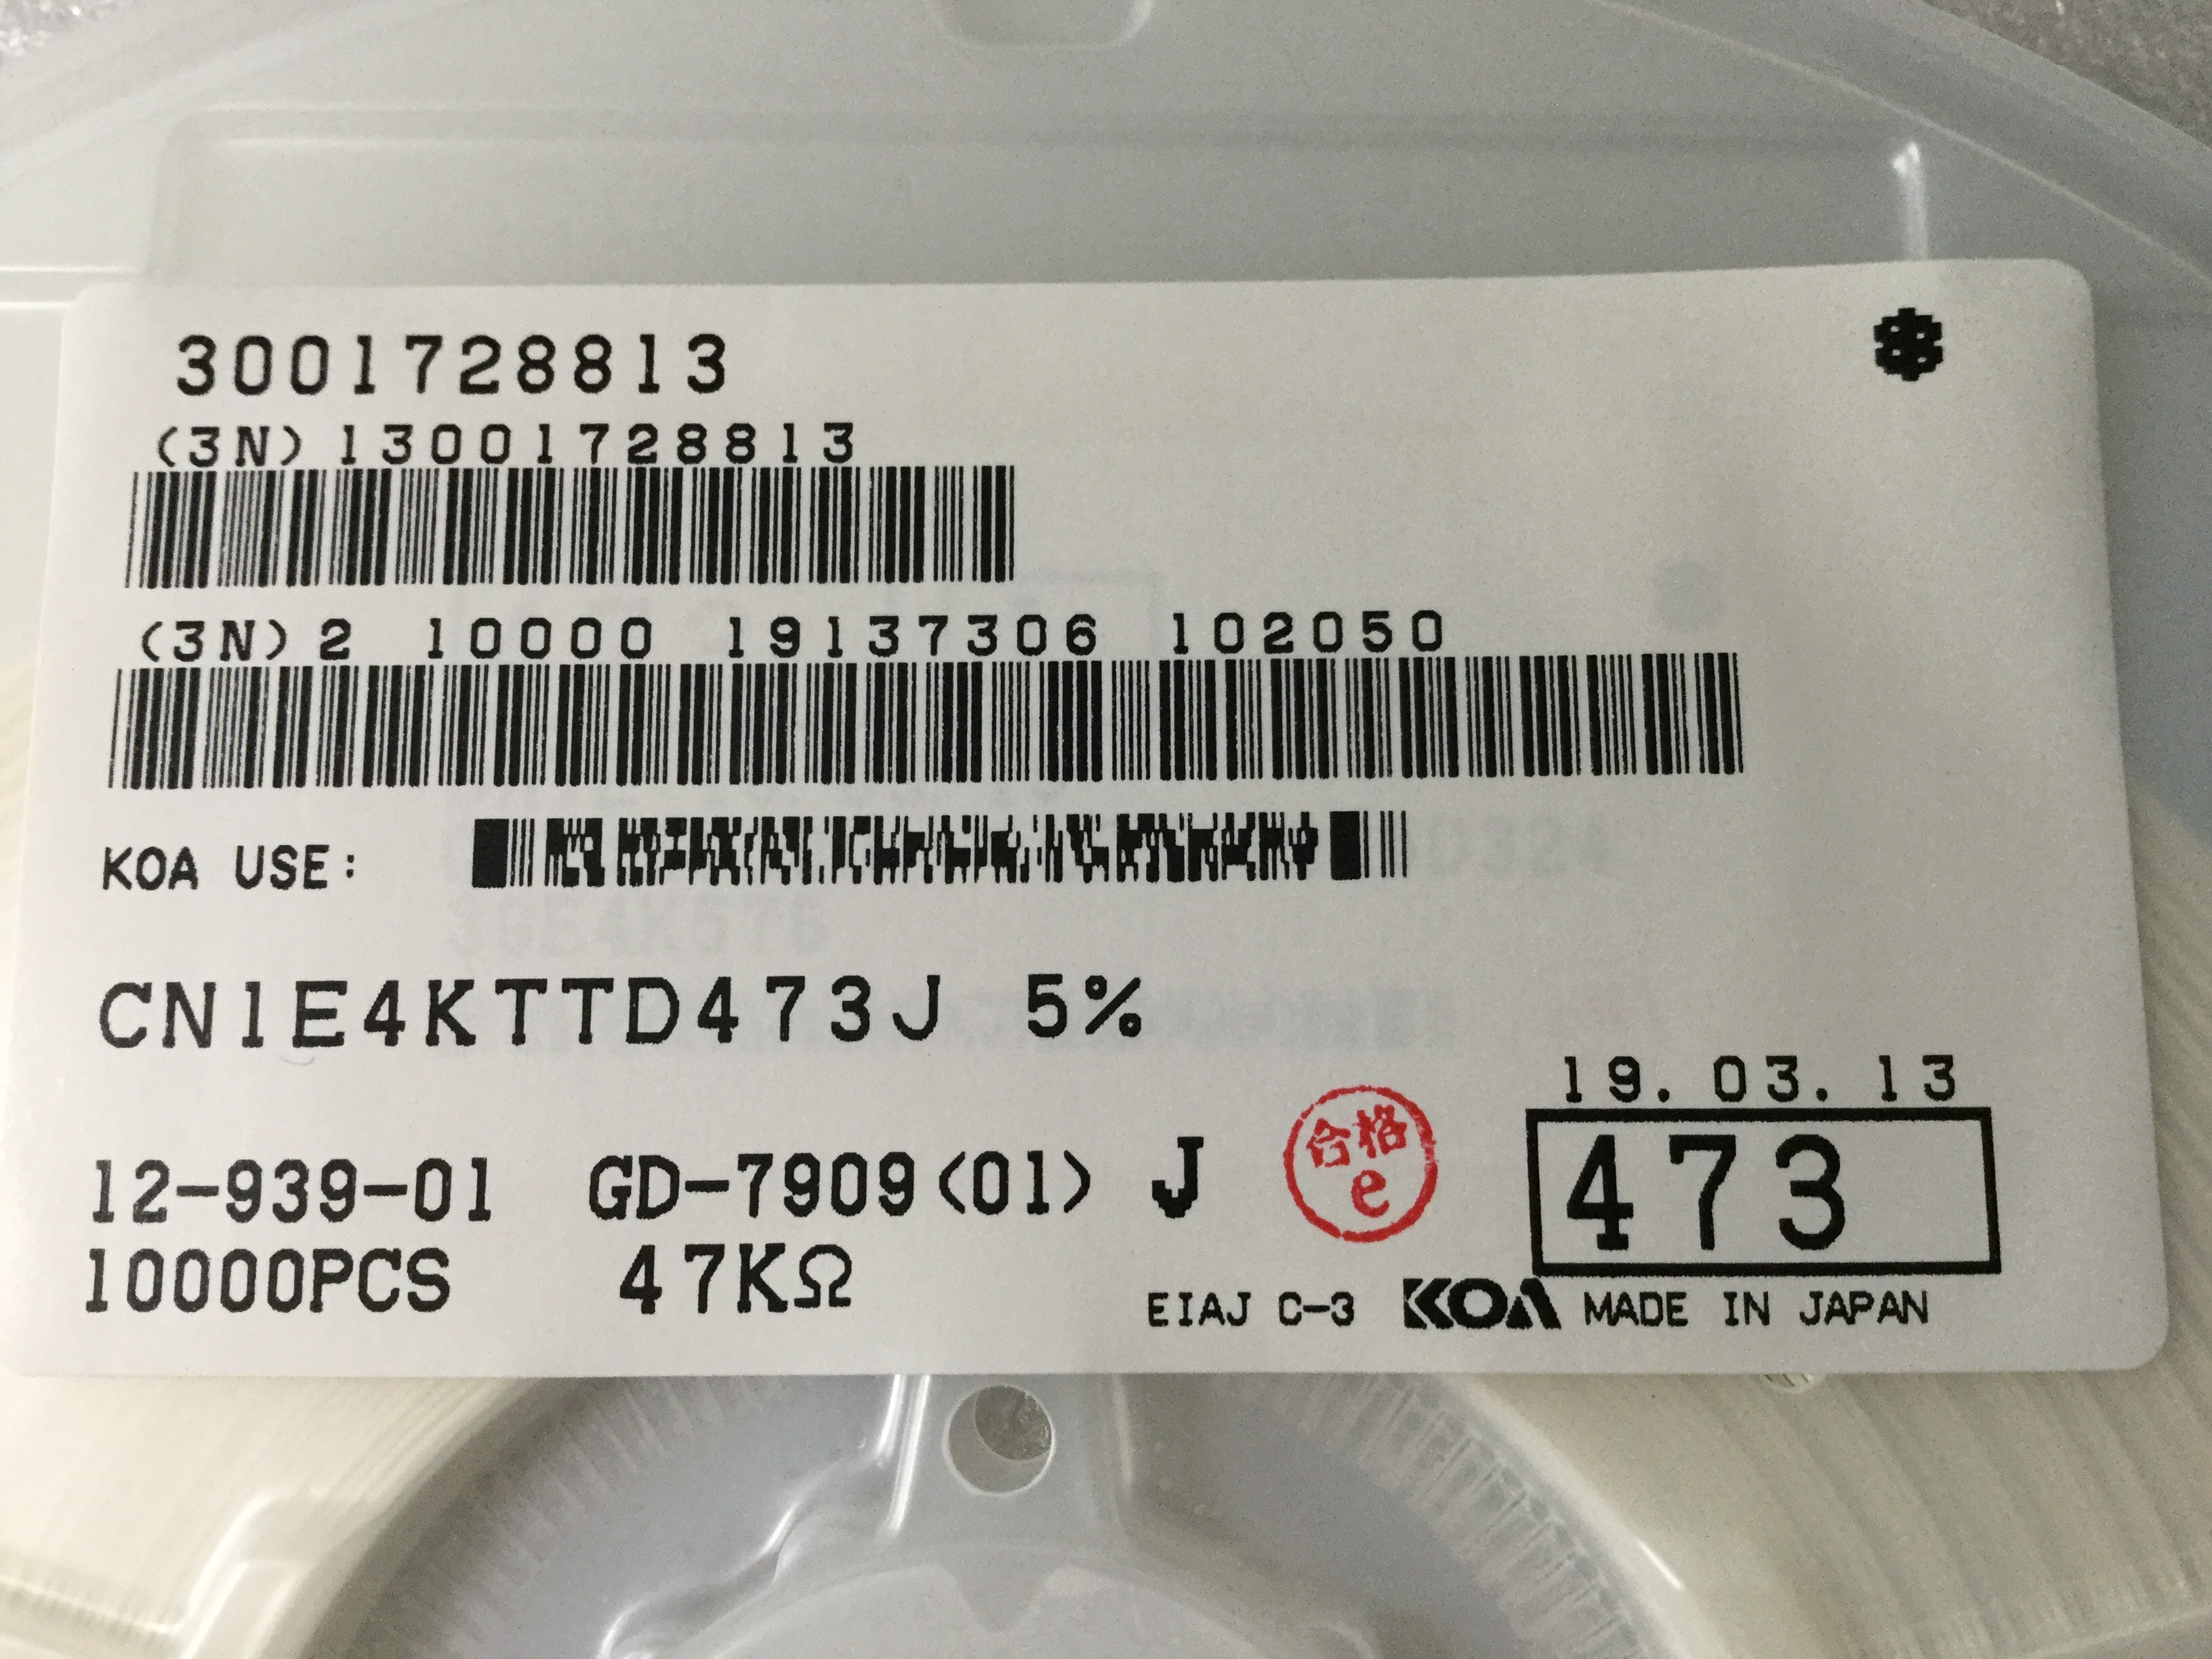 3001728813
(3N) 13001728813
(3N) 2 10000 19137306 102050
KOA USE:
CN1E4KTTD473J 5%
19.03.13
12-939-01 GD-7909(01) J 合格 e 473
10000PCS 47KΩ
EIAJ C-3 KOA MADE IN JAPAN